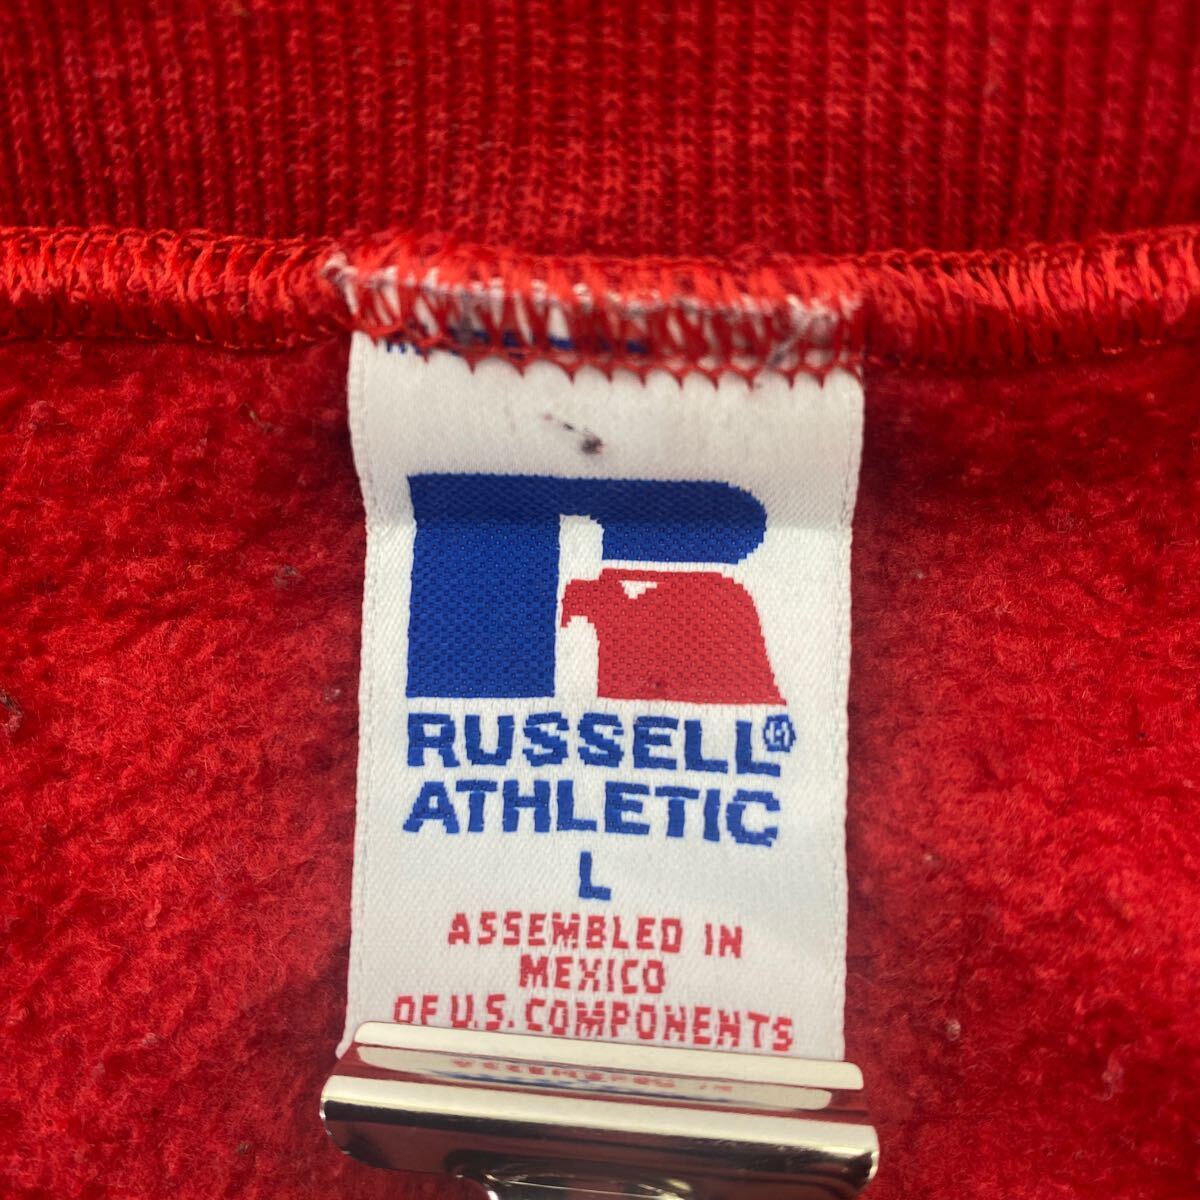 RUSSELL®
ATHLETIC
L
ASSEMBLED IN
MEXICO
OF U.S. COMPONENTS